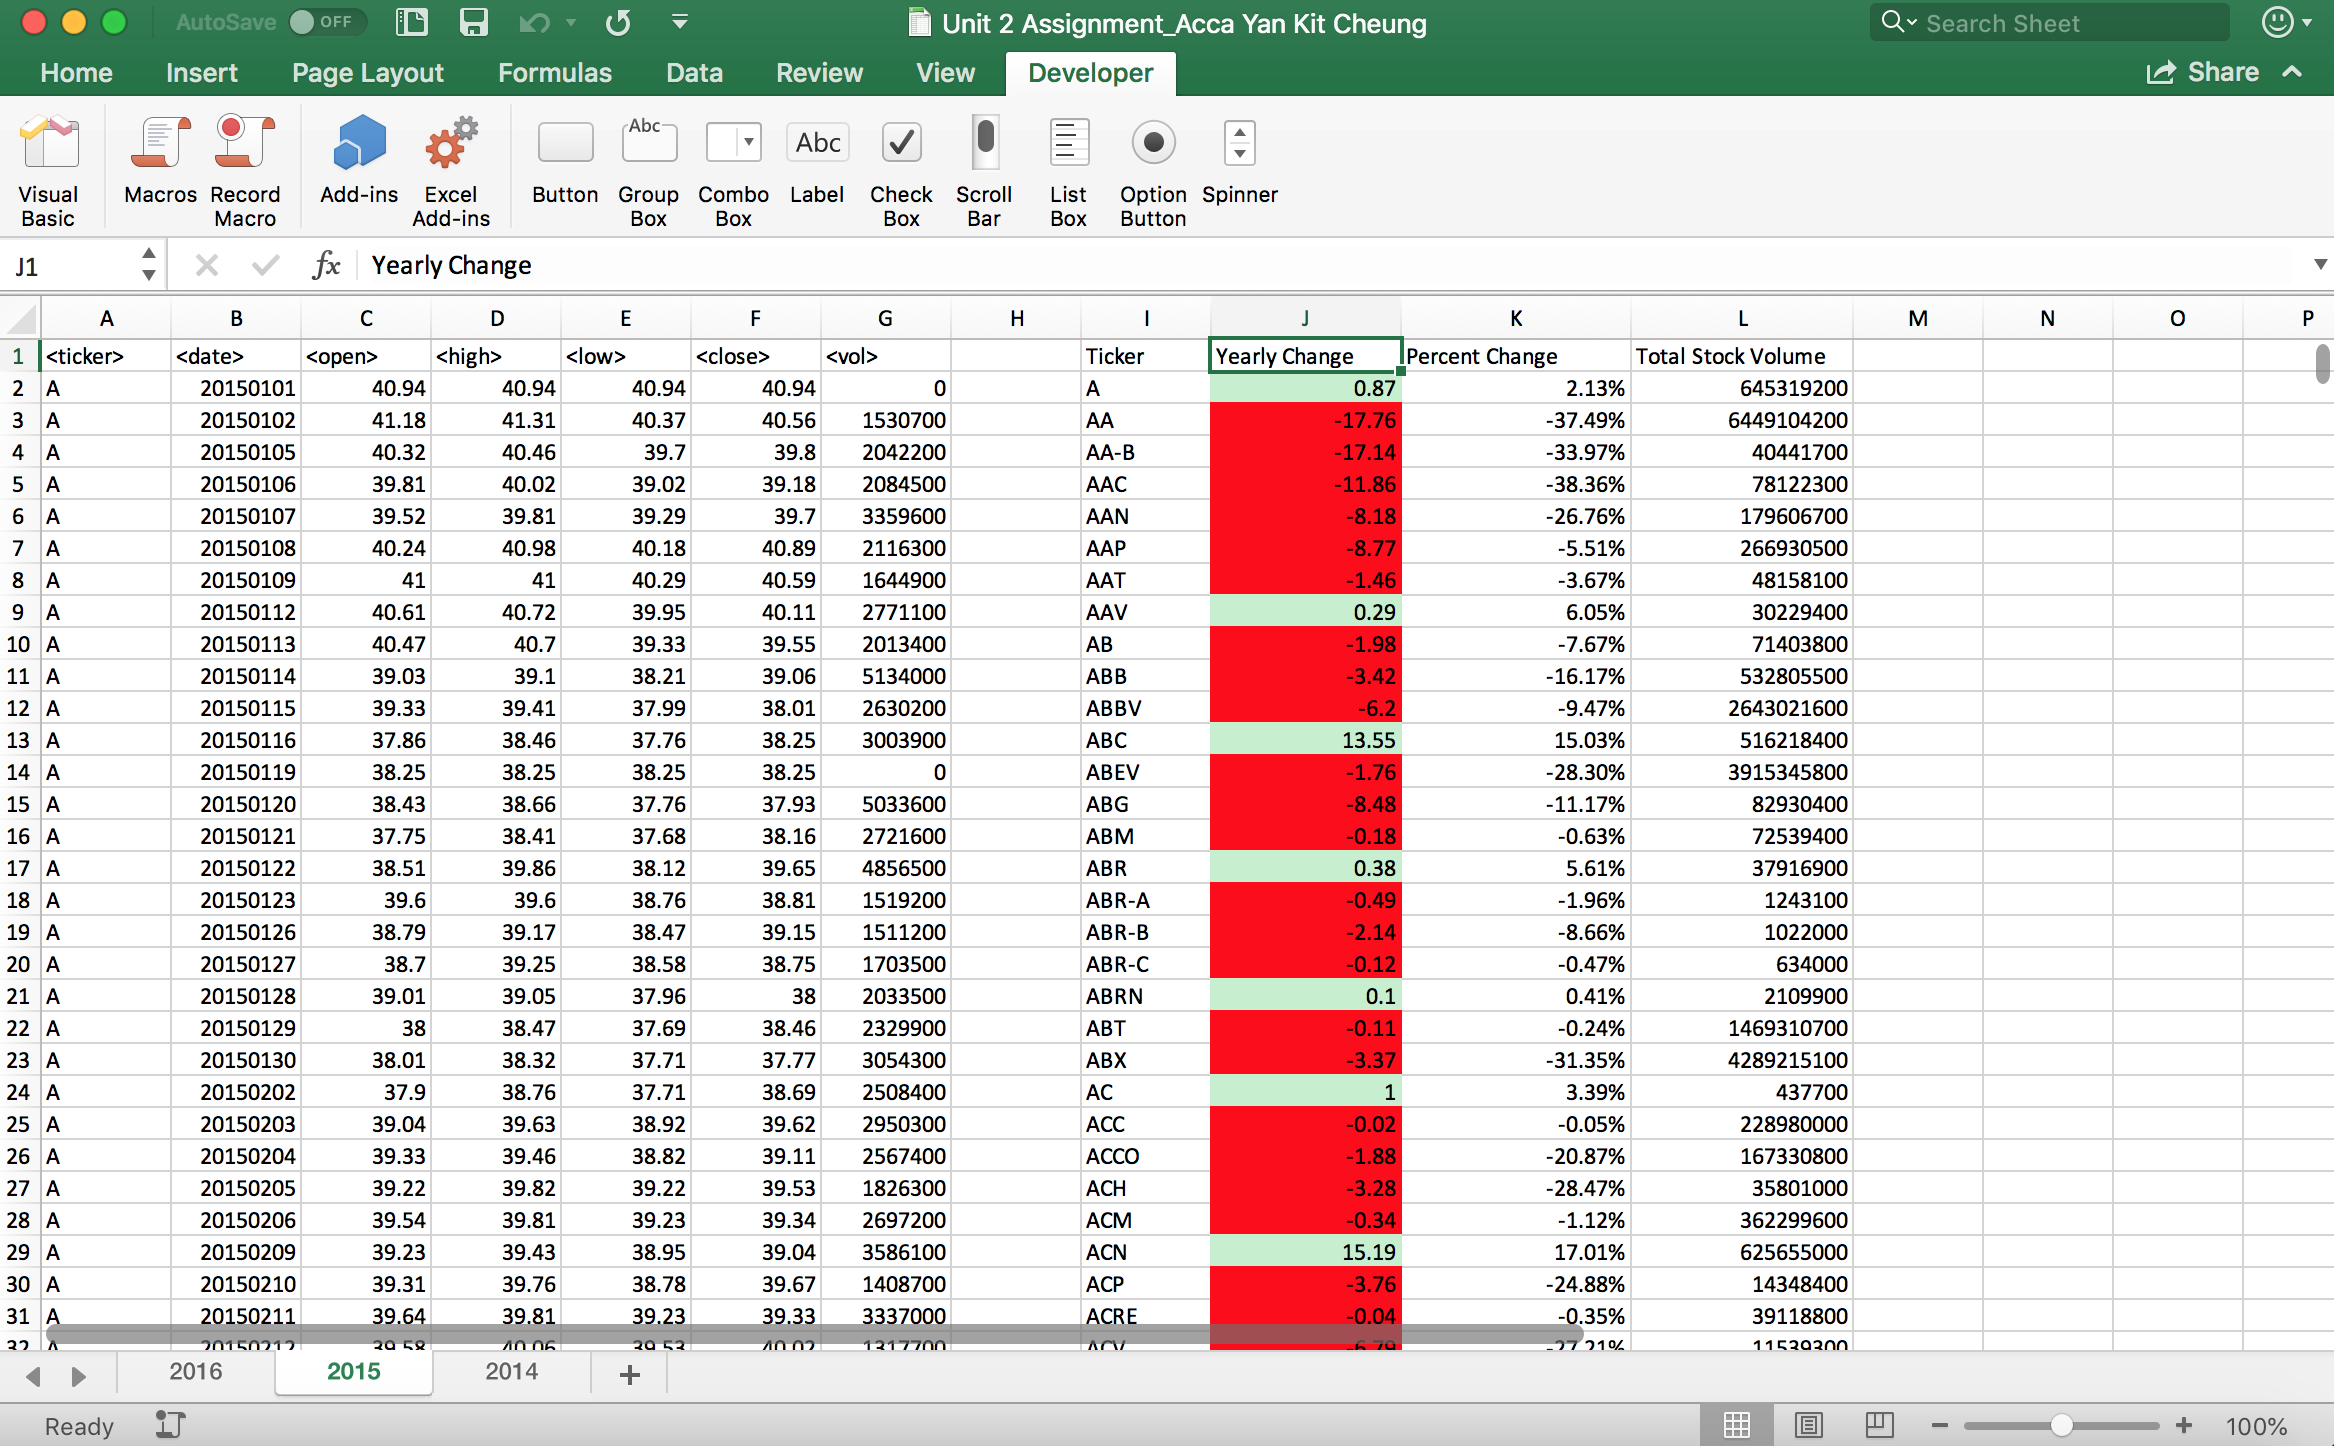 AutoSave OFF Unit 2 Assignment_Acca Yan Kit Cheung Search Sheet
Home Insert Page Layout Formulas Data Review View Developer Share
Abc Abc
Visual Basic Macros Record Macro Add-ins Excel Add-ins Button Group Box Combo Box Label Check Box Scroll Bar List Box Option Button Spinner
J1 fx Yearly Change
A B C D E F G H I J K L M N O P
1 <ticker> <date> <open> <high> <low> <close> <vol> Ticker Yearly Change Percent Change Total Stock Volume
2 A 20150101 40.94 40.94 40.94 40.94 0 A 0.87 2.13% 645319200
3 A 20150102 41.18 41.31 40.37 40.56 1530700 AA -17.76 -37.49% 6449104200
4 A 20150105 40.32 40.46 39.7 39.8 2042200 AA-B -17.14 -33.97% 40441700
5 A 20150106 39.81 40.02 39.02 39.18 2084500 AAC -11.86 -38.36% 78122300
6 A 20150107 39.52 39.81 39.29 39.7 3359600 AAN -8.18 -26.76% 179606700
7 A 20150108 40.24 40.98 40.18 40.89 2116300 AAP -8.77 -5.51% 266930500
8 A 20150109 41 41 40.29 40.59 1644900 AAT -1.46 -3.67% 48158100
9 A 20150112 40.61 40.72 39.95 40.11 2771100 AAV 0.29 6.05% 30229400
10 A 20150113 40.47 40.7 39.33 39.55 2013400 AB -1.98 -7.67% 71403800
11 A 20150114 39.03 39.1 38.21 39.06 5134000 ABB -3.42 -16.17% 532805500
12 A 20150115 39.33 39.41 37.99 38.01 2630200 ABBV -6.2 -9.47% 2643021600
13 A 20150116 37.86 38.46 37.76 38.25 3003900 ABC 13.55 15.03% 516218400
14 A 20150119 38.25 38.25 38.25 38.25 0 ABEV -1.76 -28.30% 3915345800
15 A 20150120 38.43 38.66 37.76 37.93 5033600 ABG -8.48 -11.17% 82930400
16 A 20150121 37.75 38.41 37.68 38.16 2721600 ABM -0.18 -0.63% 72539400
17 A 20150122 38.51 39.86 38.12 39.65 4856500 ABR 0.38 5.61% 37916900
18 A 20150123 39.6 39.6 38.76 38.81 1519200 ABR-A -0.49 -1.96% 1243100
19 A 20150126 38.79 39.17 38.47 39.15 1511200 ABR-B -2.14 -8.66% 1022000
20 A 20150127 38.7 39.25 38.58 38.75 1703500 ABR-C -0.12 -0.47% 634000
21 A 20150128 39.01 39.05 37.96 38 2033500 ABRN 0.1 0.41% 2109900
22 A 20150129 38 38.47 37.69 38.46 2329900 ABT -0.11 -0.24% 1469310700
23 A 20150130 38.01 38.32 37.71 37.77 3054300 ABX -3.37 -31.35% 4289215100
24 A 20150202 37.9 38.76 37.71 38.69 2508400 AC 1 3.39% 437700
25 A 20150203 39.04 39.63 38.92 39.62 2950300 ACC -0.02 -0.05% 228980000
26 A 20150204 39.33 39.46 38.82 39.11 2567400 ACCO -1.88 -20.87% 167330800
27 A 20150205 39.22 39.82 39.22 39.53 1826300 ACH -3.28 -28.47% 35801000
28 A 20150206 39.54 39.81 39.23 39.34 2697200 ACM -0.34 -1.12% 362299600
29 A 20150209 39.23 39.43 38.95 39.04 3586100 ACN 15.19 17.01% 625655000
30 A 20150210 39.31 39.76 38.78 39.67 1408700 ACP -3.76 -24.88% 14348400
31 A 20150211 39.64 39.81 39.23 39.33 3337000 ACRE -0.04 -0.35% 39118800
32 A 20150212 39.58 40.06 39.53 40.02 1317700 ACV -6.79 -27.21% 11539300
2016 2015 2014
Ready 100%